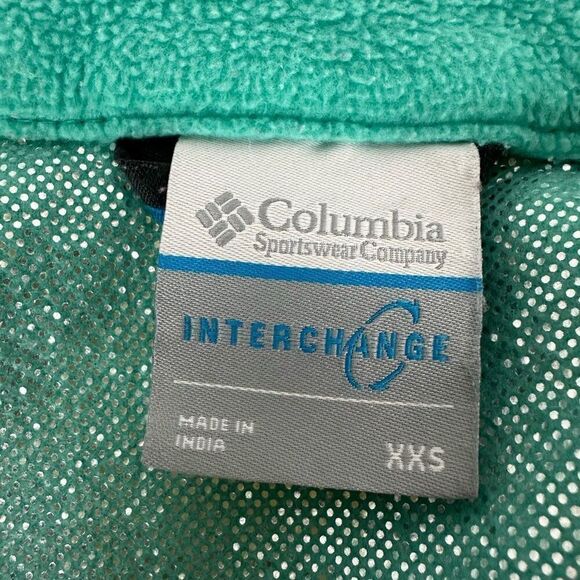 Columbia
Sportswear Company
INTERCHANGE
MADE IN
INDIA
XXS